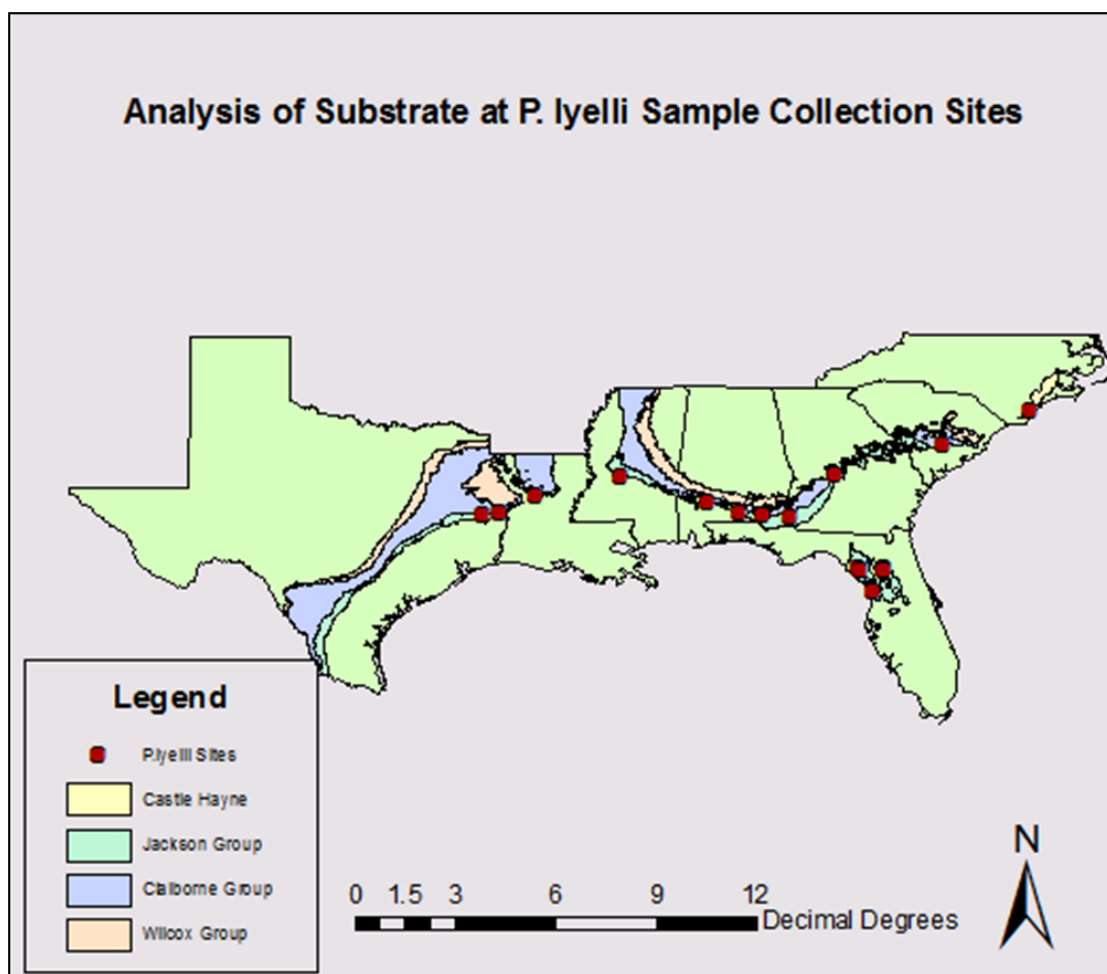 Analysis of Substrate at P. lyelli Sample Collection Sites
Legend
P.lyelli Sites
Castle Hayne
Jackson Group
Claiborne Group
Wilcox Group
0 1.5 3 6 9 12
Decimal Degrees
N